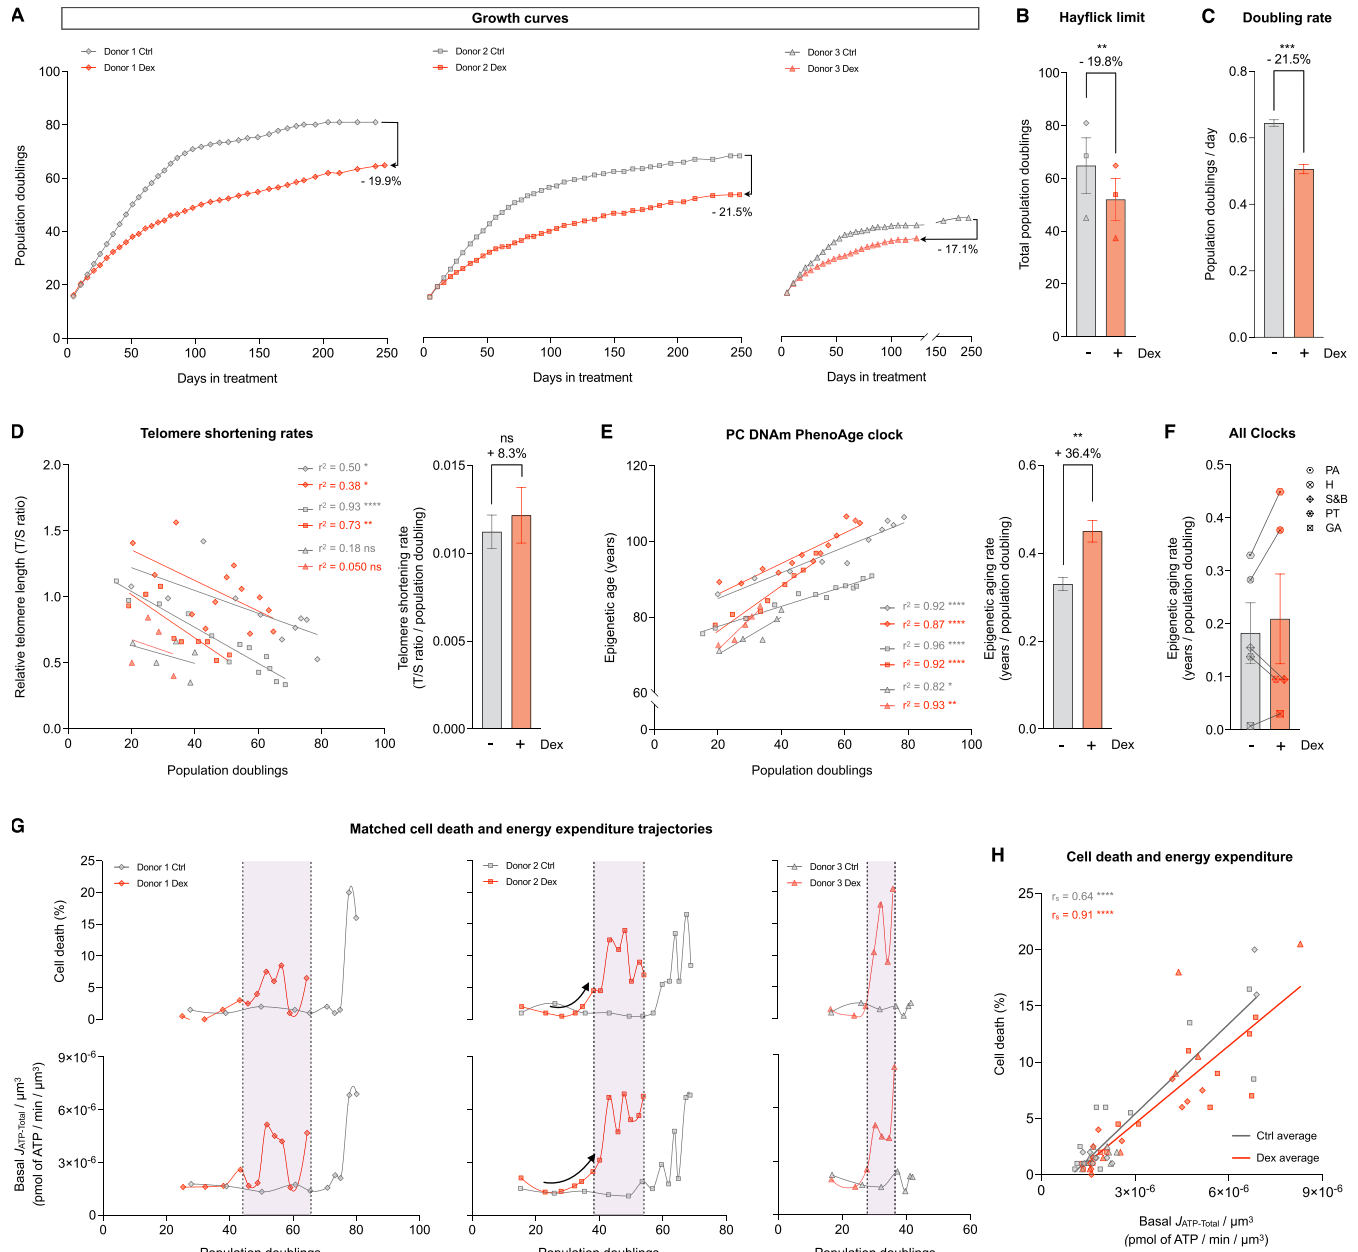 A
Growth curves
Donor 1 Ctrl
Donor 1 Dex
Donor 2 Ctrl
Donor 2 Dex
Donor 3 Ctrl
Donor 3 Dex
Population doublings
100
80
60
40
20
0
- 19.9%
- 21.5%
- 17.1%
0 50 100 150 200 250
0 50 100 150 200 250
0 50 100 150 250
Days in treatment
Days in treatment
Days in treatment
B
Hayflick limit
**
- 19.8%
Total population doublings
100
80
60
40
20
0
- + Dex
C
Doubling rate
***
- 21.5%
Population doublings / day
0.8
0.6
0.4
0.2
0.0
- + Dex
D
Telomere shortening rates
Relative telomere length (T/S ratio)
2.0
1.5
1.0
0.5
0.0
r² = 0.50 *
r² = 0.38 *
r² = 0.93 ****
r² = 0.73 **
r² = 0.18 ns
r² = 0.050 ns
0 20 40 60 80 100
Population doublings
ns
+ 8.3%
Telomere shortening rate
(T/S ratio / population doubling)
0.015
0.010
0.005
0.000
- + Dex
E
PC DNAm PhenoAge clock
Epigenetic age (years)
120
100
80
60
0
r² = 0.92 ****
r² = 0.87 ****
r² = 0.96 ****
r² = 0.92 ****
r² = 0.82 *
r² = 0.93 **
0 20 40 60 80 100
Population doublings
**
+ 36.4%
Epigenetic aging rate
(years / population doubling)
0.6
0.4
0.2
0.0
- + Dex
F
All Clocks
Epigenetic aging rate
(years / population doubling)
0.5
0.4
0.3
0.2
0.1
0.0
PA
H
S&B
PT
GA
- + Dex
G
Matched cell death and energy expenditure trajectories
Donor 1 Ctrl
Donor 1 Dex
Donor 2 Ctrl
Donor 2 Dex
Donor 3 Ctrl
Donor 3 Dex
Cell death (%)
25
20
15
10
5
0
Basal J_ATP-Total / µm³
(pmol of ATP / min / µm³)
9×10⁻⁶
6×10⁻⁶
3×10⁻⁶
0
0 20 40 60 80 100
0 20 40 60 80
0 20 40 60
Population doublings
Population doublings
Population doublings
H
Cell death and energy expenditure
r_s = 0.64 ****
r_s = 0.91 ****
Cell death (%)
25
20
15
10
5
0
Ctrl average
Dex average
0 3×10⁻⁶ 6×10⁻⁶ 9×10⁻⁶
Basal J_ATP-Total / µm³
(pmol of ATP / min / µm³)